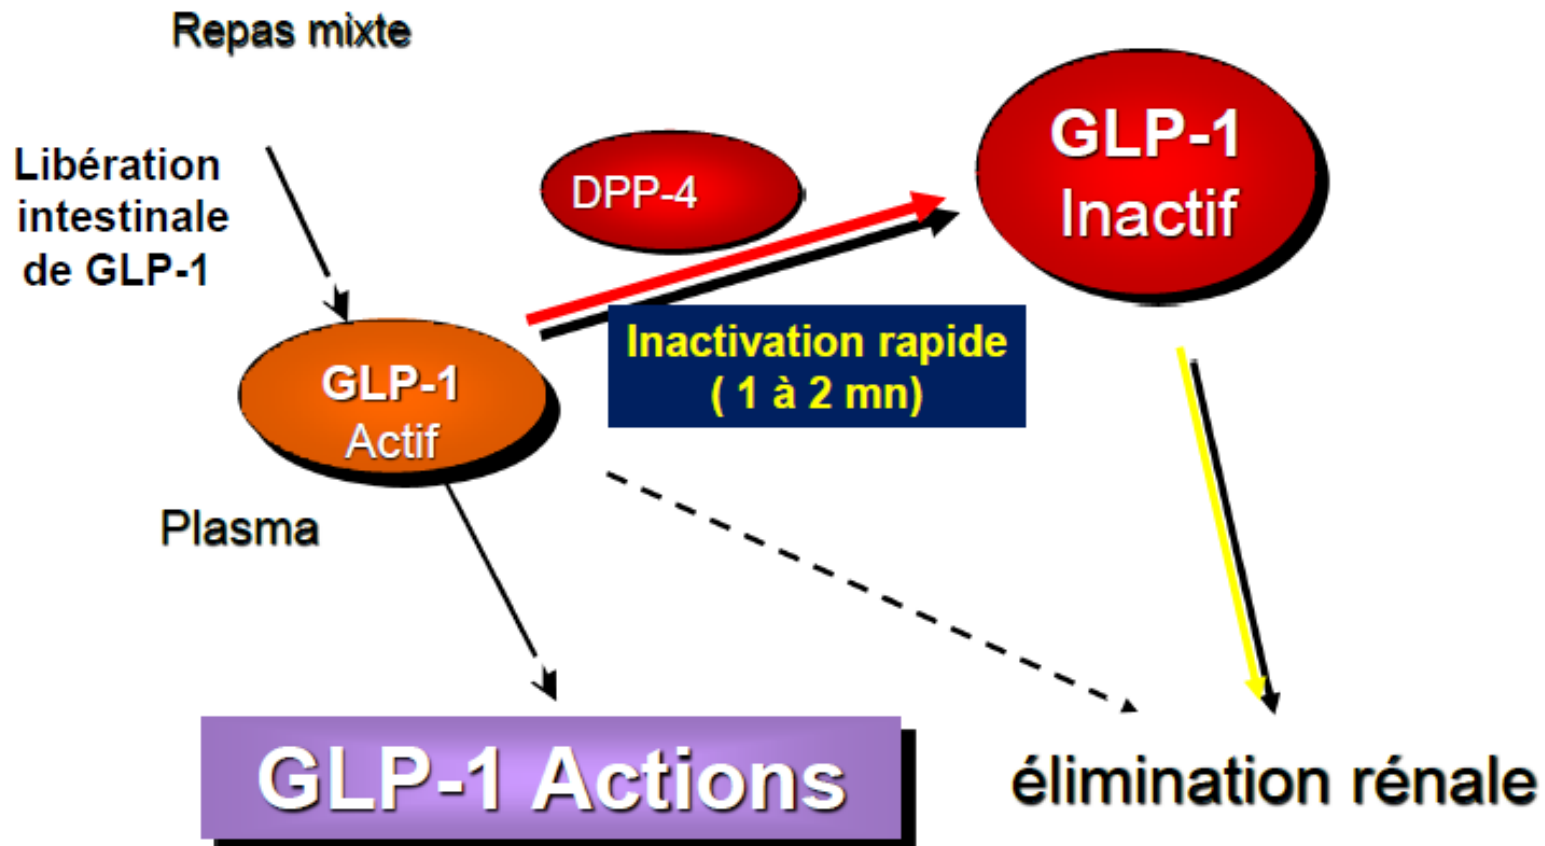 Repas mixte
Libération
intestinale
de GLP-1
DPP-4
GLP-1
Inactif
Inactivation rapide
( 1 à 2 mn)
GLP-1
Actif
Plasma
GLP-1 Actions
élimination rénale